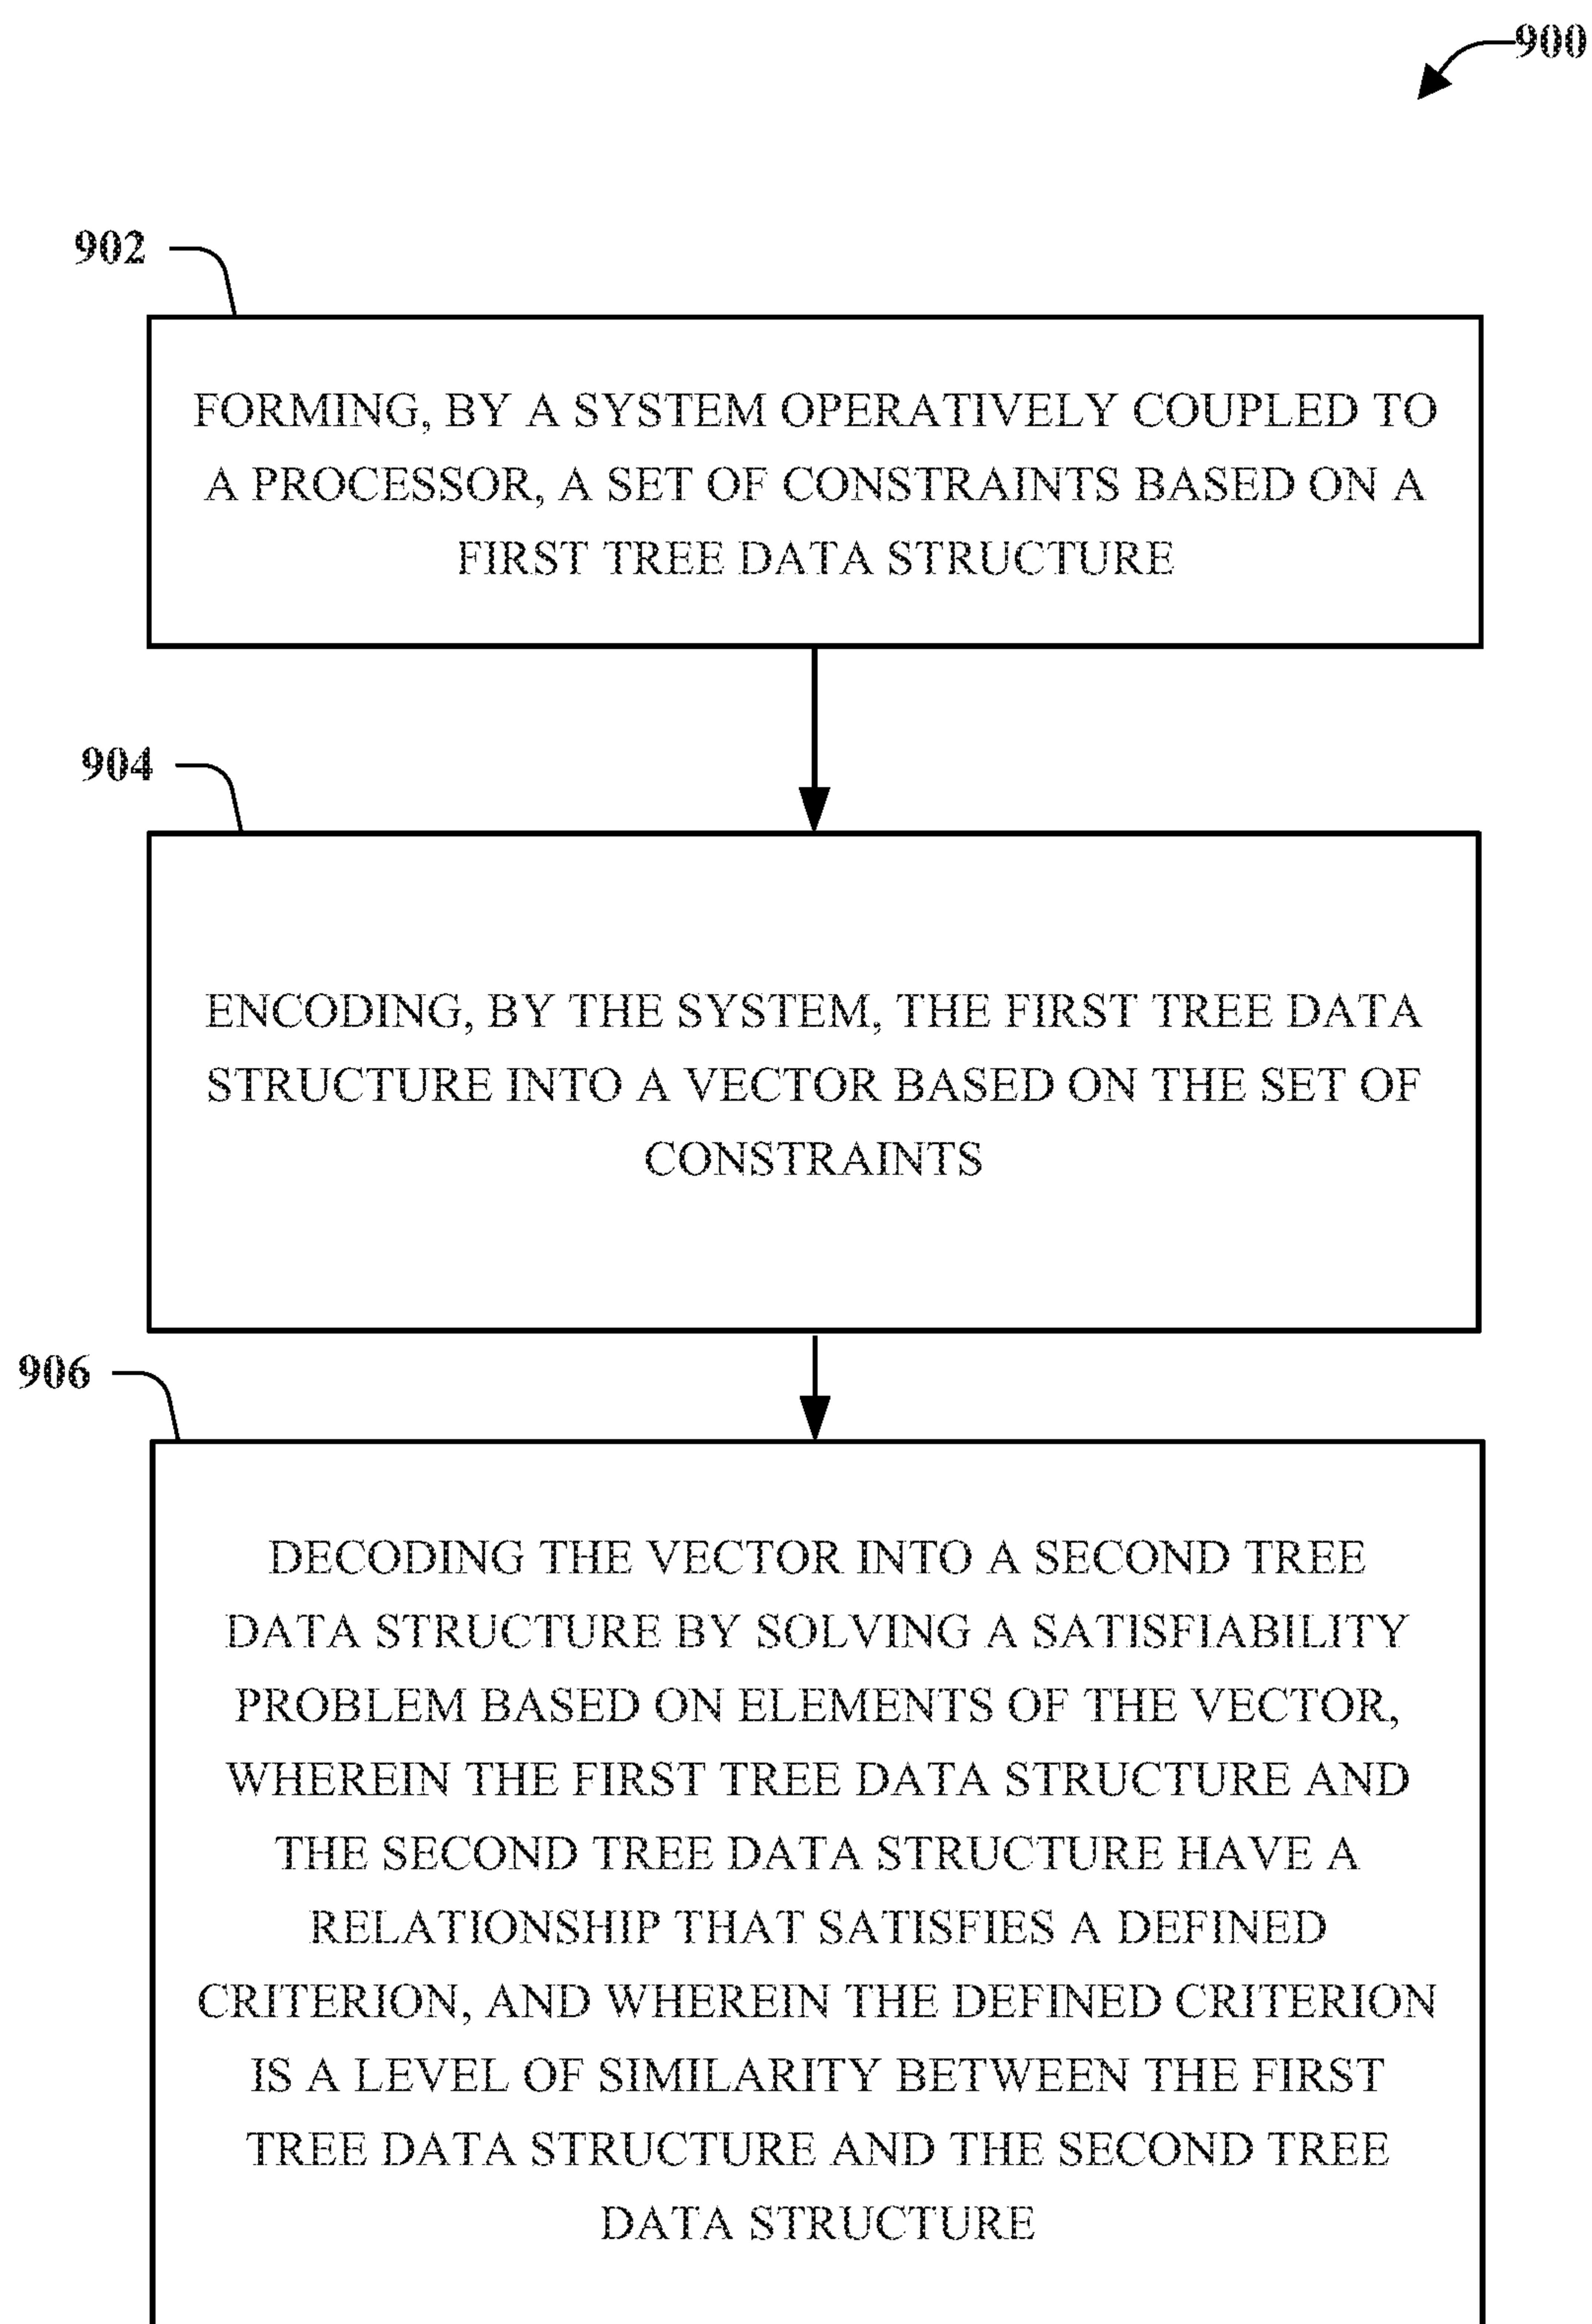 900
902
FORMING, BY A SYSTEM OPERATIVELY COUPLED TO
A PROCESSOR, A SET OF CONSTRAINTS BASED ON A
FIRST TREE DATA STRUCTURE
904
ENCODING, BY THE SYSTEM, THE FIRST TREE DATA
STRUCTURE INTO A VECTOR BASED ON THE SET OF
CONSTRAINTS
906
DECODING THE VECTOR INTO A SECOND TREE
DATA STRUCTURE BY SOLVING A SATISFIABILITY
PROBLEM BASED ON ELEMENTS OF THE VECTOR,
WHEREIN THE FIRST TREE DATA STRUCTURE AND
THE SECOND TREE DATA STRUCTURE HAVE A
RELATIONSHIP THAT SATISFIES A DEFINED
CRITERION, AND WHEREIN THE DEFINED CRITERION
IS A LEVEL OF SIMILARITY BETWEEN THE FIRST
TREE DATA STRUCTURE AND THE SECOND TREE
DATA STRUCTURE